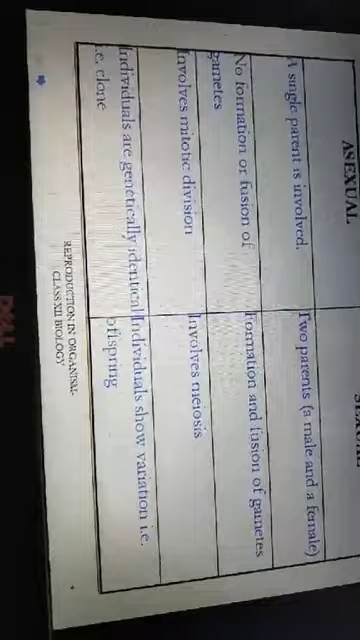 ASEXUAL
A single parent is involved.
Two parents (a male and a female)
No formation or fusion of
gametes
Formation and fusion of gametes
Involves mitotic division
Involves meiosis
Individuals are genetically identical
i.e. clone
Individuals show variation i.e.
offspring
REPRODUCTION IN ORGANISM-
CLASS XII BIOLOGY
DELL